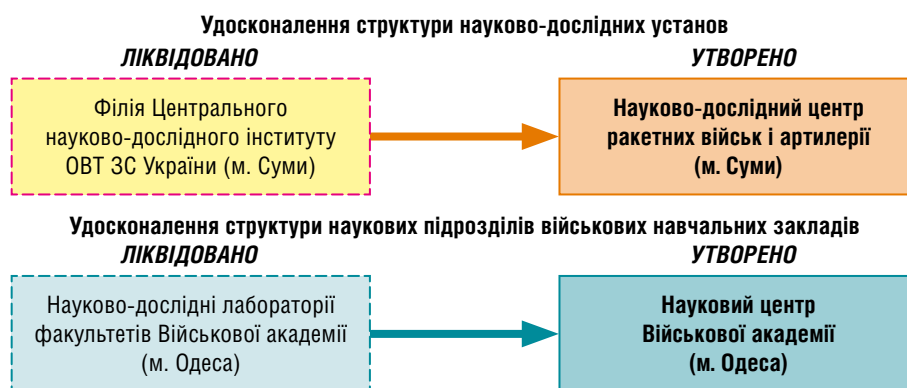 Удосконалення структури науково-дослідних установ
ЛІКВІДОВАНО
УТВОРЕНО
Філія Центрального
науково-дослідного інституту
ОВТ ЗС України (м. Суми)
Науково-дослідний центр
ракетних військ і артилерії
(м. Суми)
Удосконалення структури наукових підрозділів військових навчальних закладів
ЛІКВІДОВАНО
УТВОРЕНО
Науково-дослідні лабораторії
факультетів Військової академії
(м. Одеса)
Науковий центр
Військової академії
(м. Одеса)